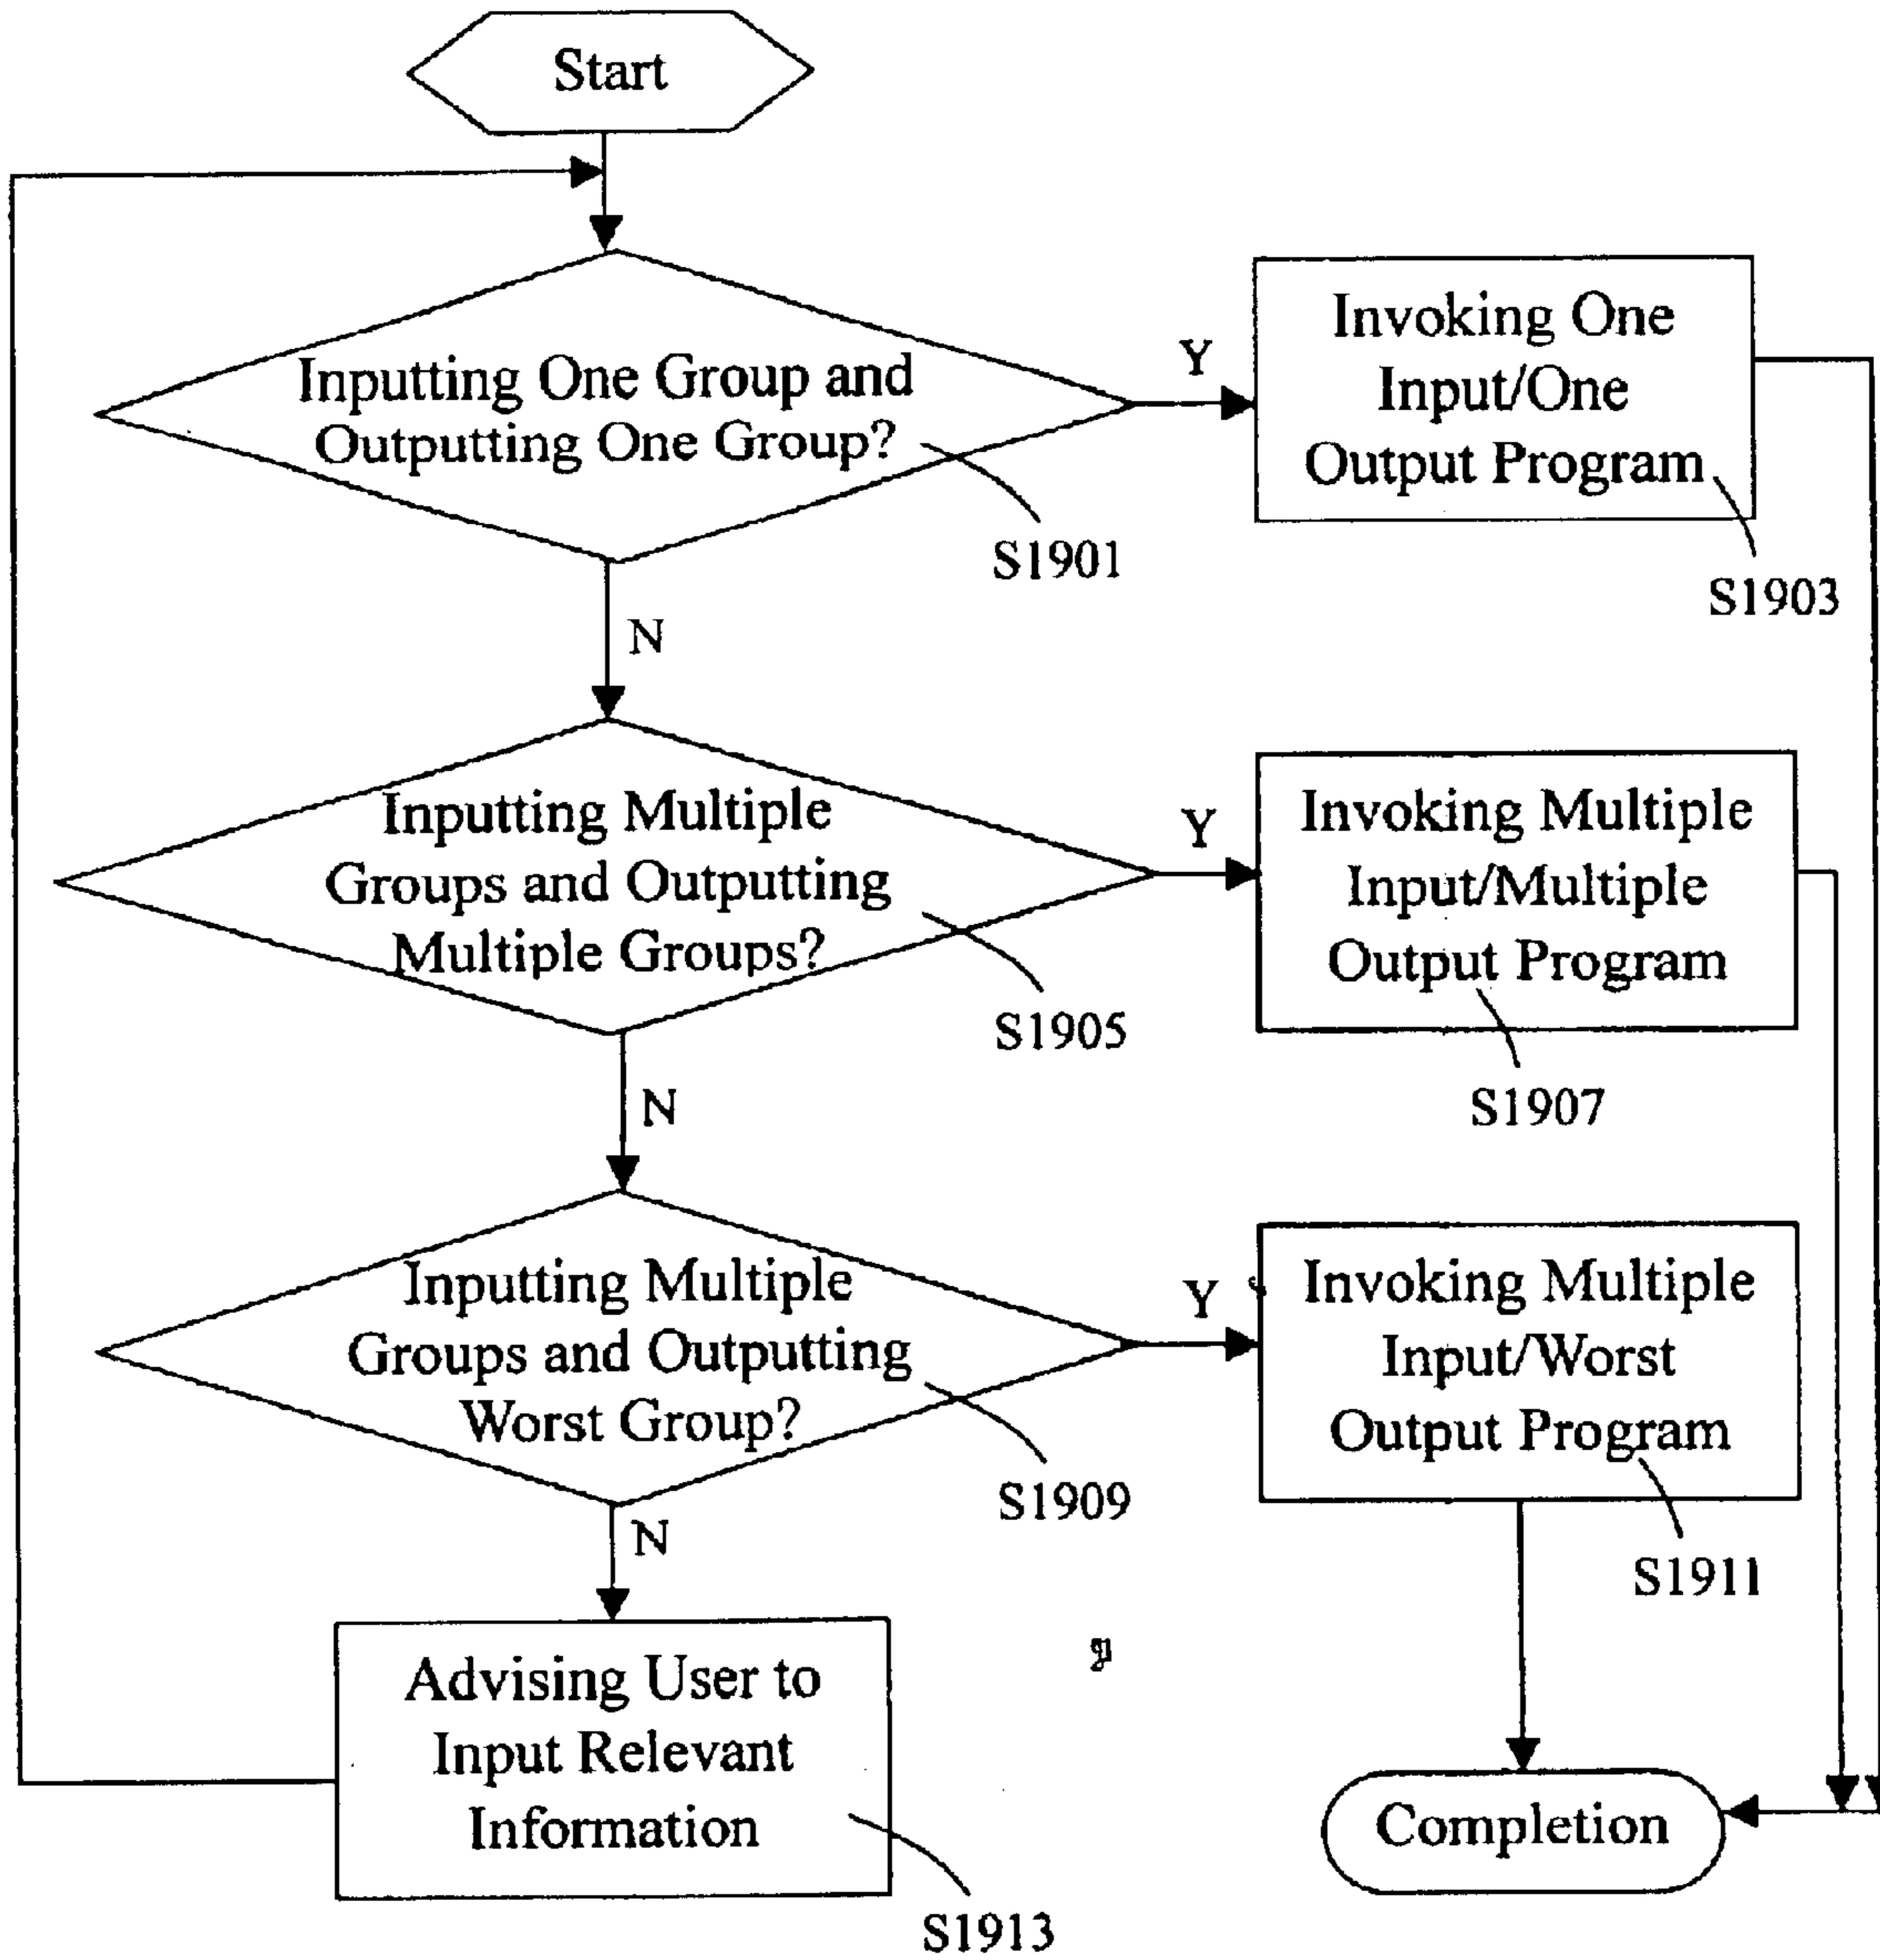 Start
Inputting One Group and
Outputting One Group?
S1901
Y
Invoking One
Input/One
Output Program
S1903
N
Inputting Multiple
Groups and Outputting
Multiple Groups?
S1905
Y
Invoking Multiple
Input/Multiple
Output Program
S1907
N
Inputting Multiple
Groups and Outputting
Worst Group?
S1909
Y
Invoking Multiple
Input/Worst
Output Program
S1911
N
Advising User to
Input Relevant
Information
S1913
Completion